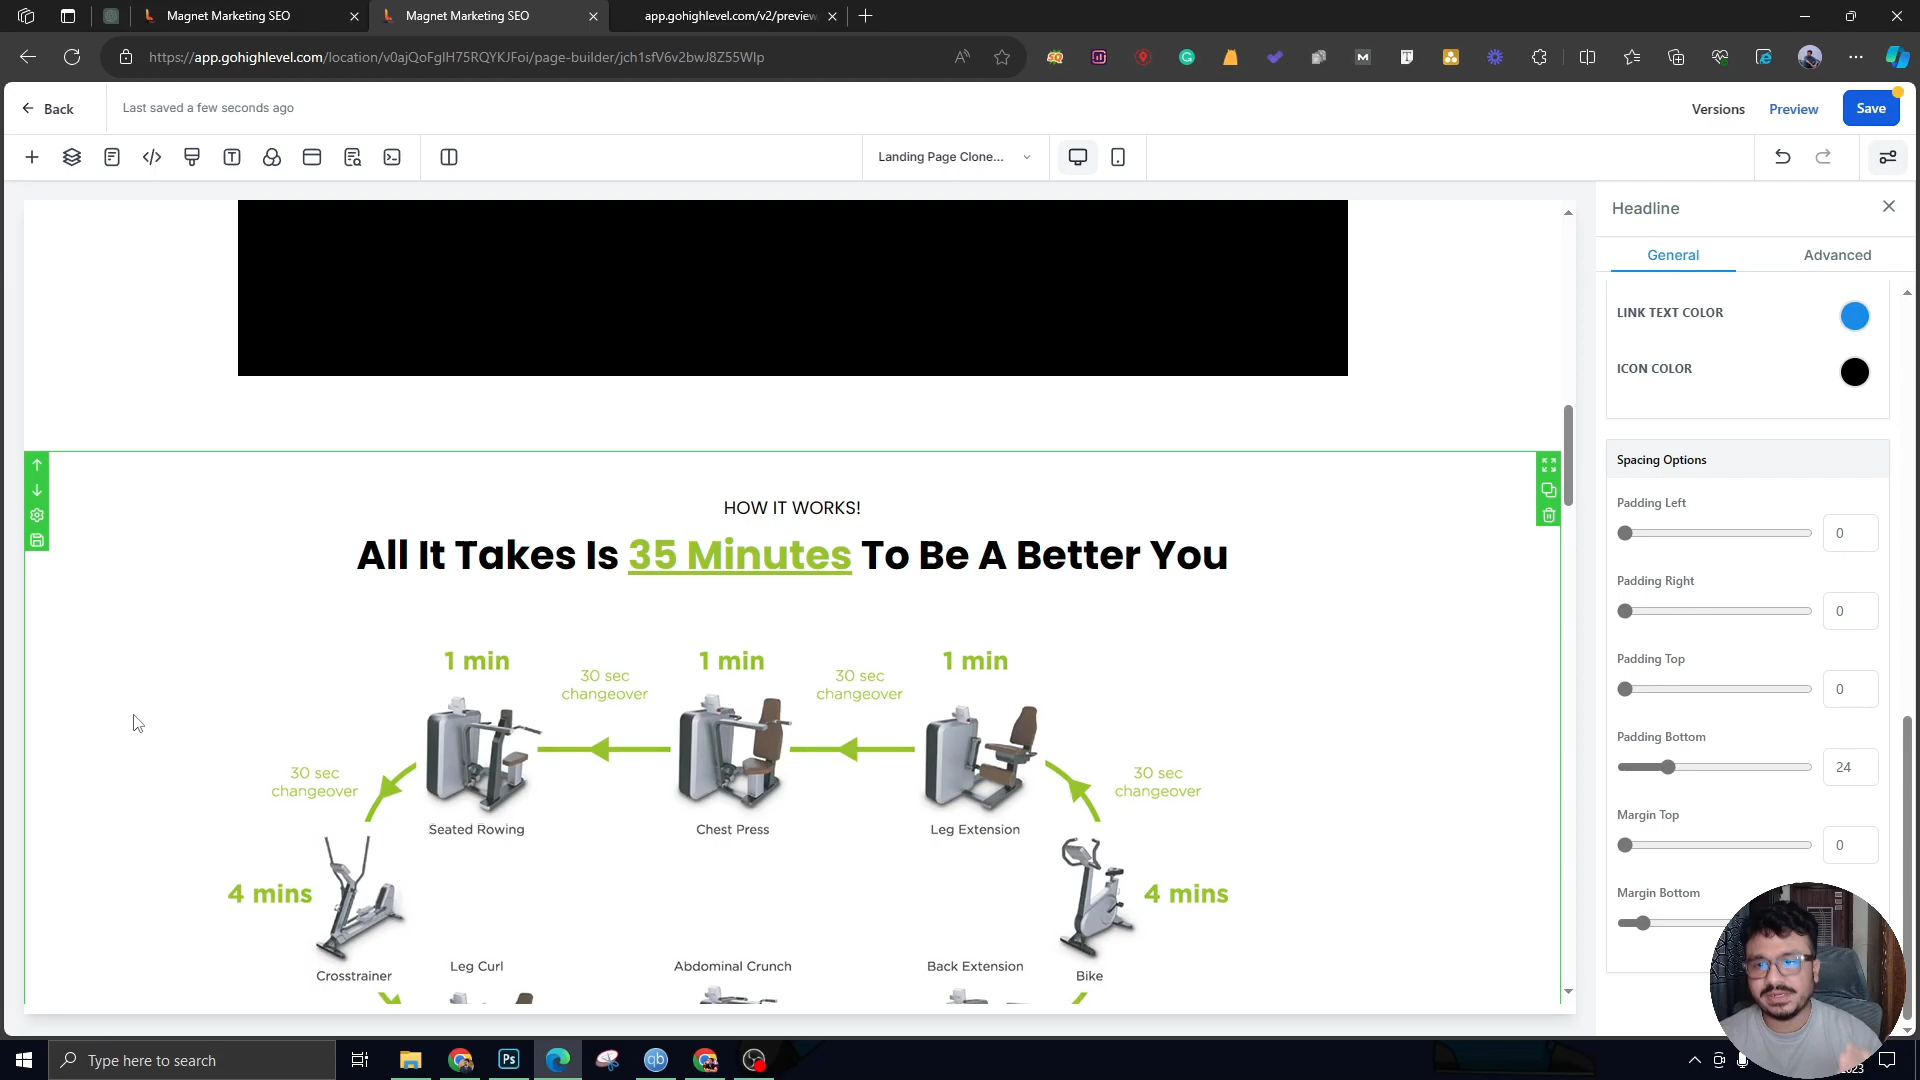 Magnet Marketing SEO
Magnet Marketing SEO
app.gohighlevel.com/v2/preview
https://app.gohighlevel.com/location/v0ajQoFglH75RQYKJFoi/page-builder/jch1sfV6v2bwJ8Z55Wlp
Back
Last saved a few seconds ago
Versions
Preview
Save
Landing Page Clone...
Headline
General
Advanced
LINK TEXT COLOR
ICON COLOR
Spacing Options
Padding Left
0
Padding Right
0
Padding Top
0
Padding Bottom
24
Margin Top
0
Margin Bottom
HOW IT WORKS!
All It Takes Is 35 Minutes To Be A Better You
1 min
1 min
1 min
30 sec
changeover
30 sec
changeover
30 sec
changeover
30 sec
changeover
Seated Rowing
Chest Press
Leg Extension
4 mins
4 mins
Crosstrainer
Leg Curl
Abdominal Crunch
Back Extension
Bike
Type here to search
Ps
qb
2023